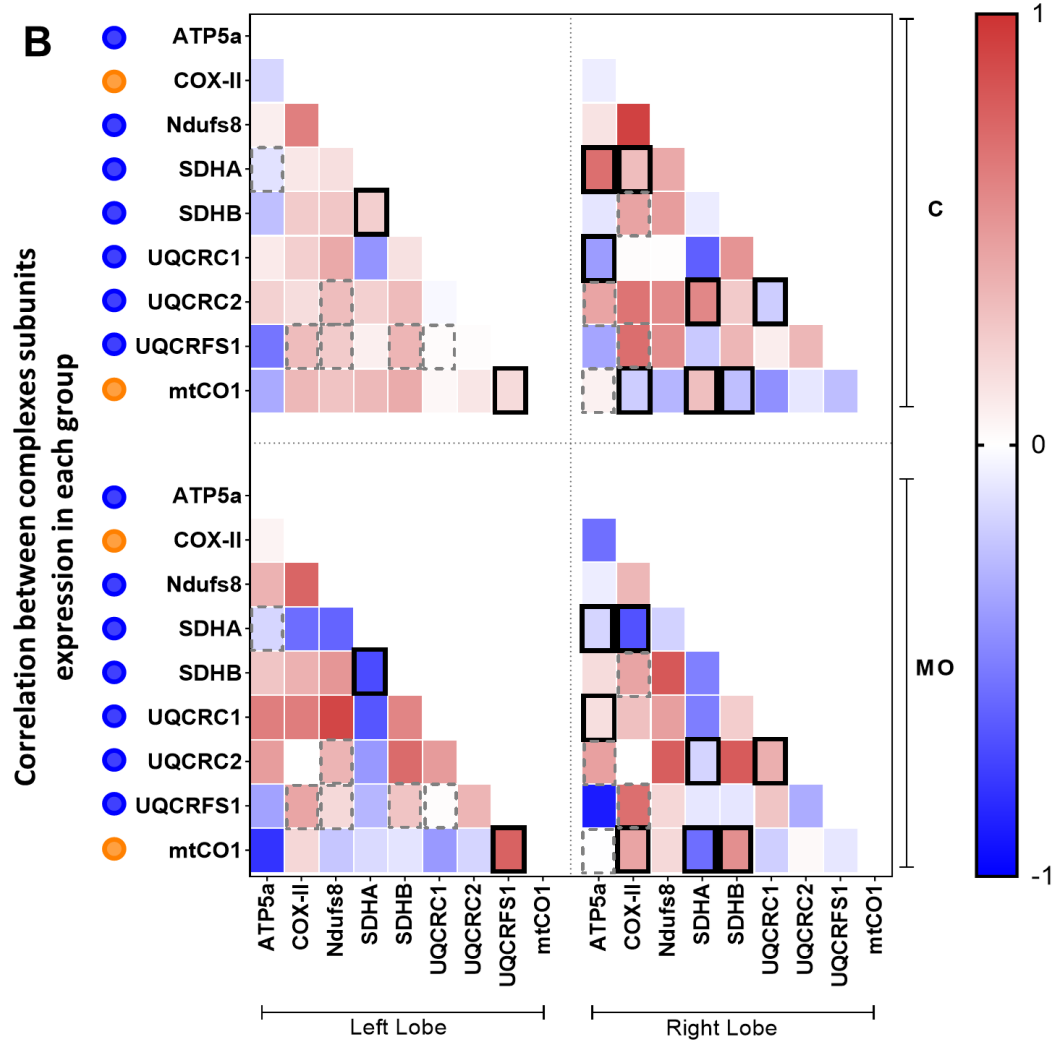 B
Correlation between complexes subunits
expression in each group
ATP5a
COX-II
Ndufs8
SDHA
SDHB
UQCRC1
UQCRC2
UQCRFS1
mtCO1
C
ATP5a
COX-II
Ndufs8
SDHA
SDHB
UQCRC1
UQCRC2
UQCRFS1
mtCO1
MO
1
0
-1
ATP5a
COX-II
Ndufs8
SDHA
SDHB
UQCRC1
UQCRC2
UQCRFS1
mtCO1
ATP5a
COX-II
Ndufs8
SDHA
SDHB
UQCRC1
UQCRC2
UQCRFS1
mtCO1
Left Lobe
Right Lobe